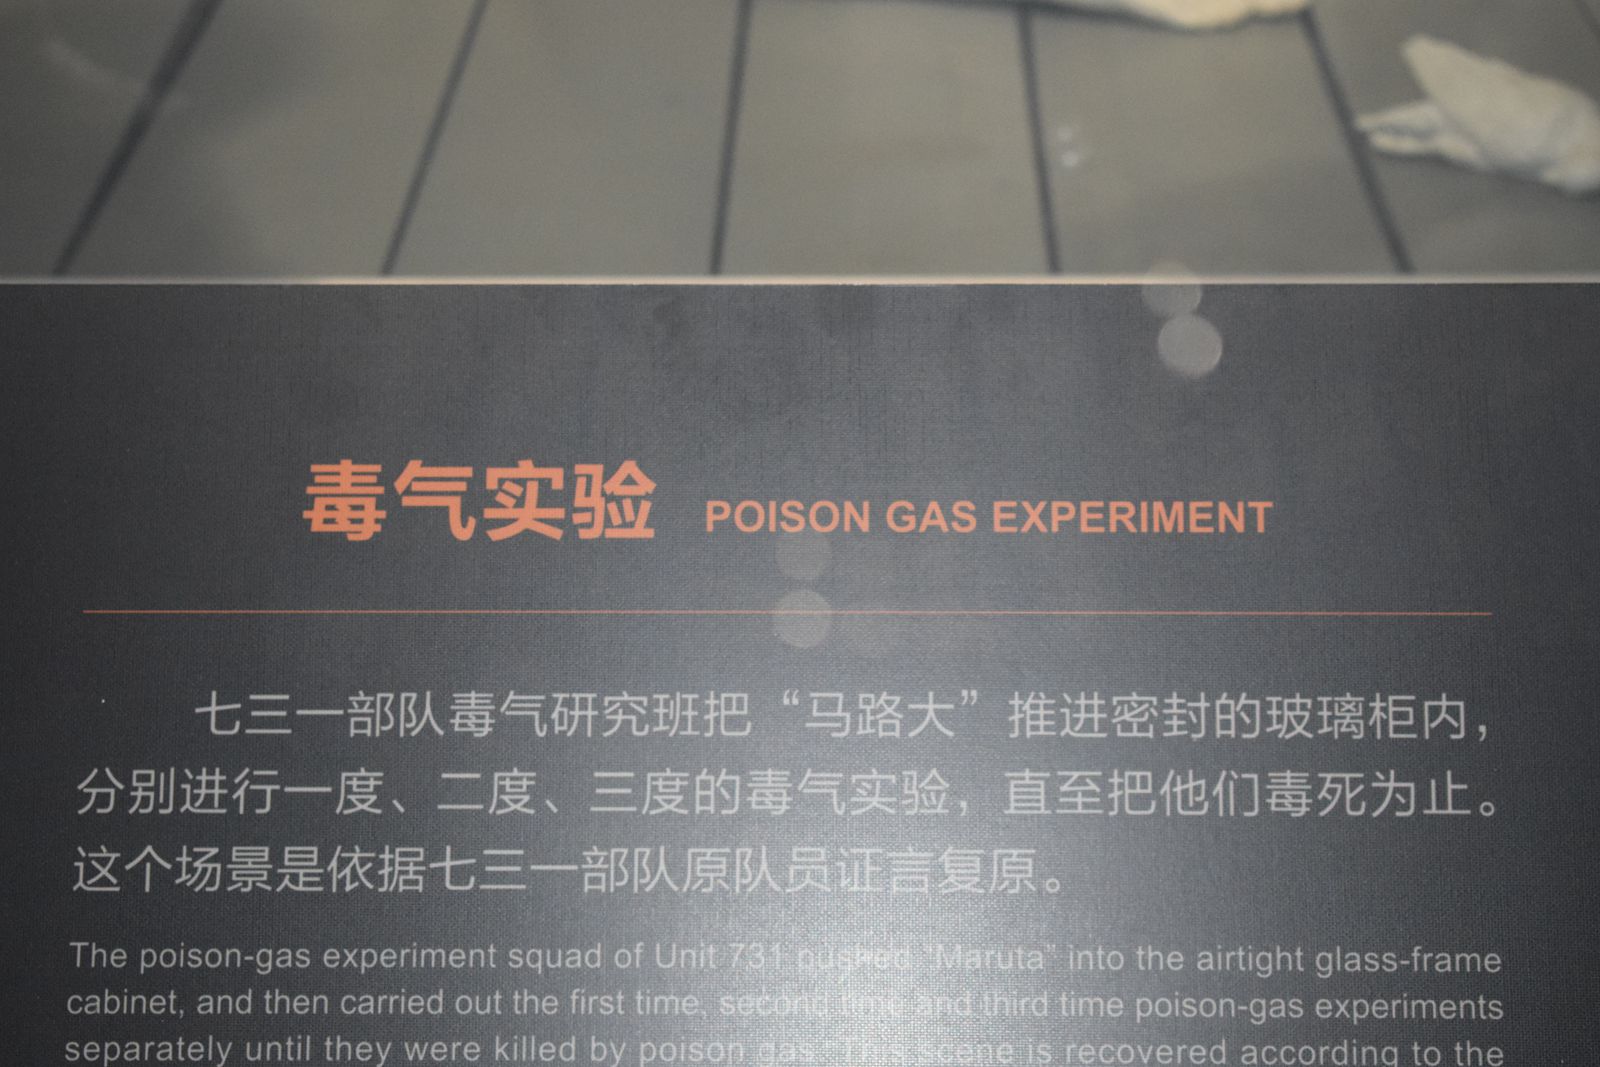 毒气实验 POISON GAS EXPERIMENT
七三一部队毒气研究班把“马路大”推进密封的玻璃柜内，
分别进行一度、二度、三度的毒气实验，直至把他们毒死为止。
这个场景是依据七三一部队原队员证言复原。
The poison-gas experiment squad of Unit 731 pushed “Maruta” into the airtight glass-frame
cabinet, and then carried out the first time, second time and third time poison-gas experiments
separately until they were killed by poison gas. This scene is recovered according to the